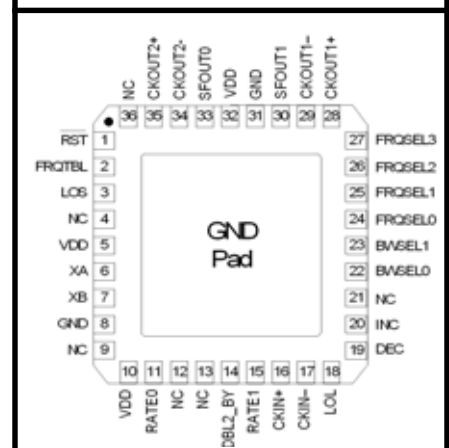 NC
CKOUT2+
CKOUT2-
SFOUT0
VDD
GND
SFOUT1
CKOUT1–
CKOUT1+
36 35 34 33 32 31 30 29 28
RST 1
FRQTBL 2
LOS 3
NC 4
VDD 5
XA 6
XB 7
GND 8
NC 9
GND
Pad
27 FRQSEL3
26 FRQSEL2
25 FRQSEL1
24 FRQSEL0
23 BWSEL1
22 BWSEL0
21 NC
20 INC
19 DEC
10 11 12 13 14 15 16 17 18
VDD
RATE0
NC
NC
DBL2_BY
RATE1
CKIN+
CKIN–
LOL